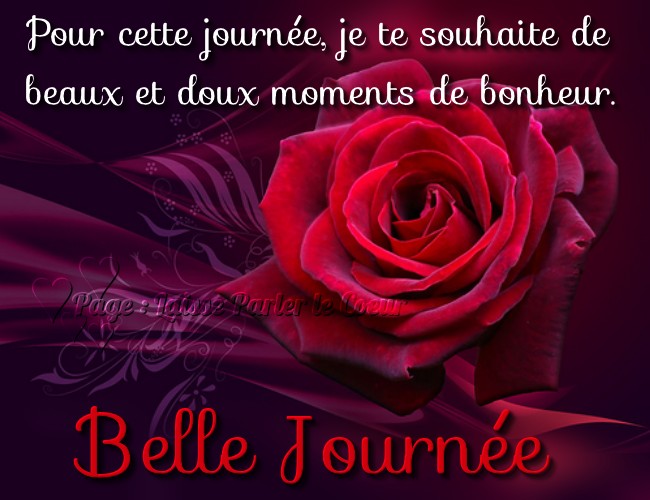 Pour cette journée, je te souhaite de
beaux et doux moments de bonheur.
Page : Laisse Parler le Coeur
Belle Journée